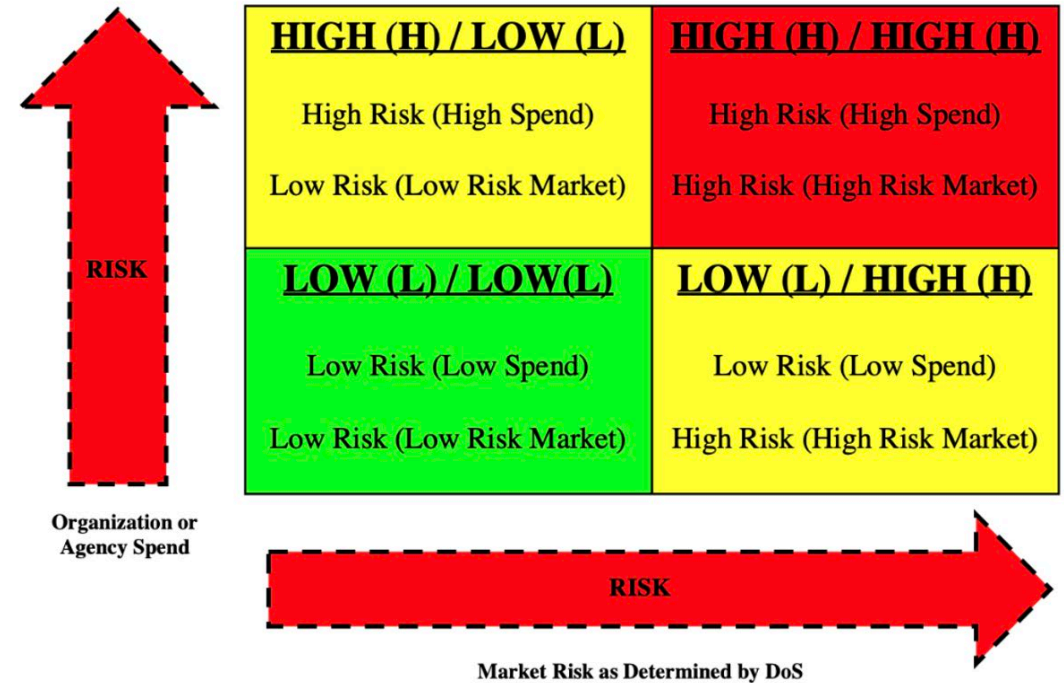 HIGH (H) / LOW (L)
High Risk (High Spend)
Low Risk (Low Risk Market)
HIGH (H) / HIGH (H)
High Risk (High Spend)
High Risk (High Risk Market)
RISK
LOW (L) / LOW(L)
Low Risk (Low Spend)
Low Risk (Low Risk Market)
LOW (L) / HIGH (H)
Low Risk (Low Spend)
High Risk (High Risk Market)
Organization or
Agency Spend
RISK
Market Risk as Determined by DoS